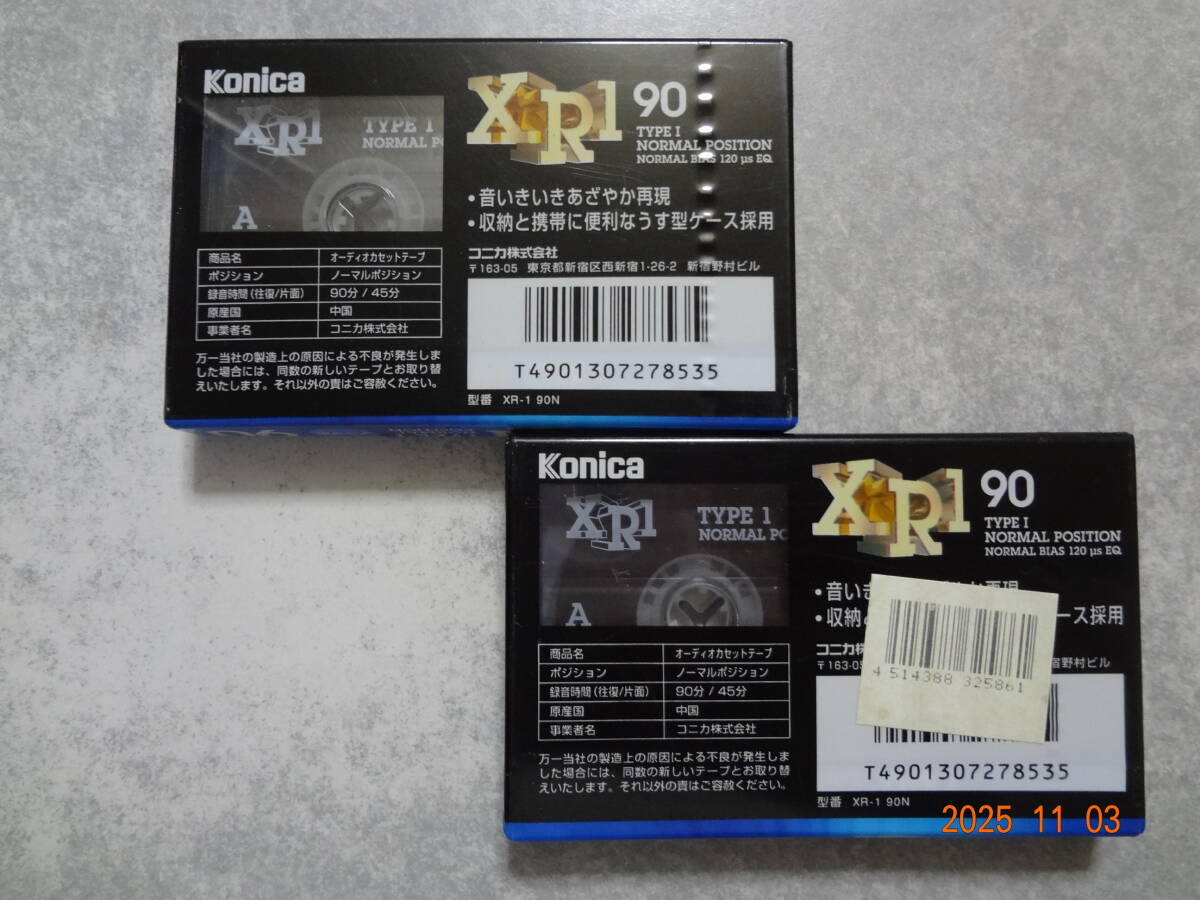 Konica
XR1 90
TYPE I
NORMAL POSITION
NORMAL BIAS 120 µs EQ
XR1 TYPE 1
NORMAL PO
A
・音いきいきあざやか再現
・収納と携帯に便利なうす型ケース採用
コニカ株式会社
〒163-05 東京都新宿区西新宿1-26-2 新宿野村ビル
商品名 オーディオカセットテープ
ポジション ノーマルポジション
録音時間(往復/片面) 90分/45分
原産国 中国
事業者名 コニカ株式会社
万一当社の製造上の原因による不良が発生しま
した場合には、同数の新しいテープとお取り替
えいたします。それ以外の責はご容赦ください。
T4901307278535
型番 XR-1 90N
Konica
XR1 90
TYPE I
NORMAL POSITION
NORMAL BIAS 120 µs EQ
XR1 TYPE 1
NORMAL PO
A
・音いき 再現
・収納 ース採用
コニカ
〒163-05 宿野村ビル
4 514388 325861
商品名 オーディオカセットテープ
ポジション ノーマルポジション
録音時間(往復/片面) 90分/45分
原産国 中国
事業者名 コニカ株式会社
万一当社の製造上の原因による不良が発生しま
した場合には、同数の新しいテープとお取り替
えいたします。それ以外の責はご容赦ください。
T4901307278535
型番 XR-1 90N
2025 11 03